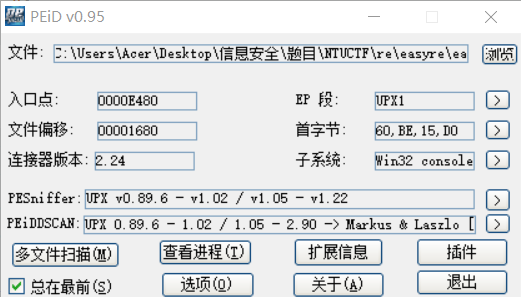 PEiD v0.95
文件: C:\Users\Acer\Desktop\信息安全\题目\NTUCTF\re\easyre\ea 浏览
入口点: 0000E480 EP 段: UPX1 >
文件偏移: 00001680 首字节: 60,BE,15,D0 >
连接器版本: 2.24 子系统: Win32 console >
PESniffer: UPX v0.89.6 - v1.02 / v1.05 - v1.22 >
PEiDDSCAN: UPX 0.89.6 - 1.02 / 1.05 - 2.90 -> Markus & Laszlo [ >
多文件扫描(M) 查看进程(T) 扩展信息 插件
总在最前(S) 选项(O) 关于(A) 退出